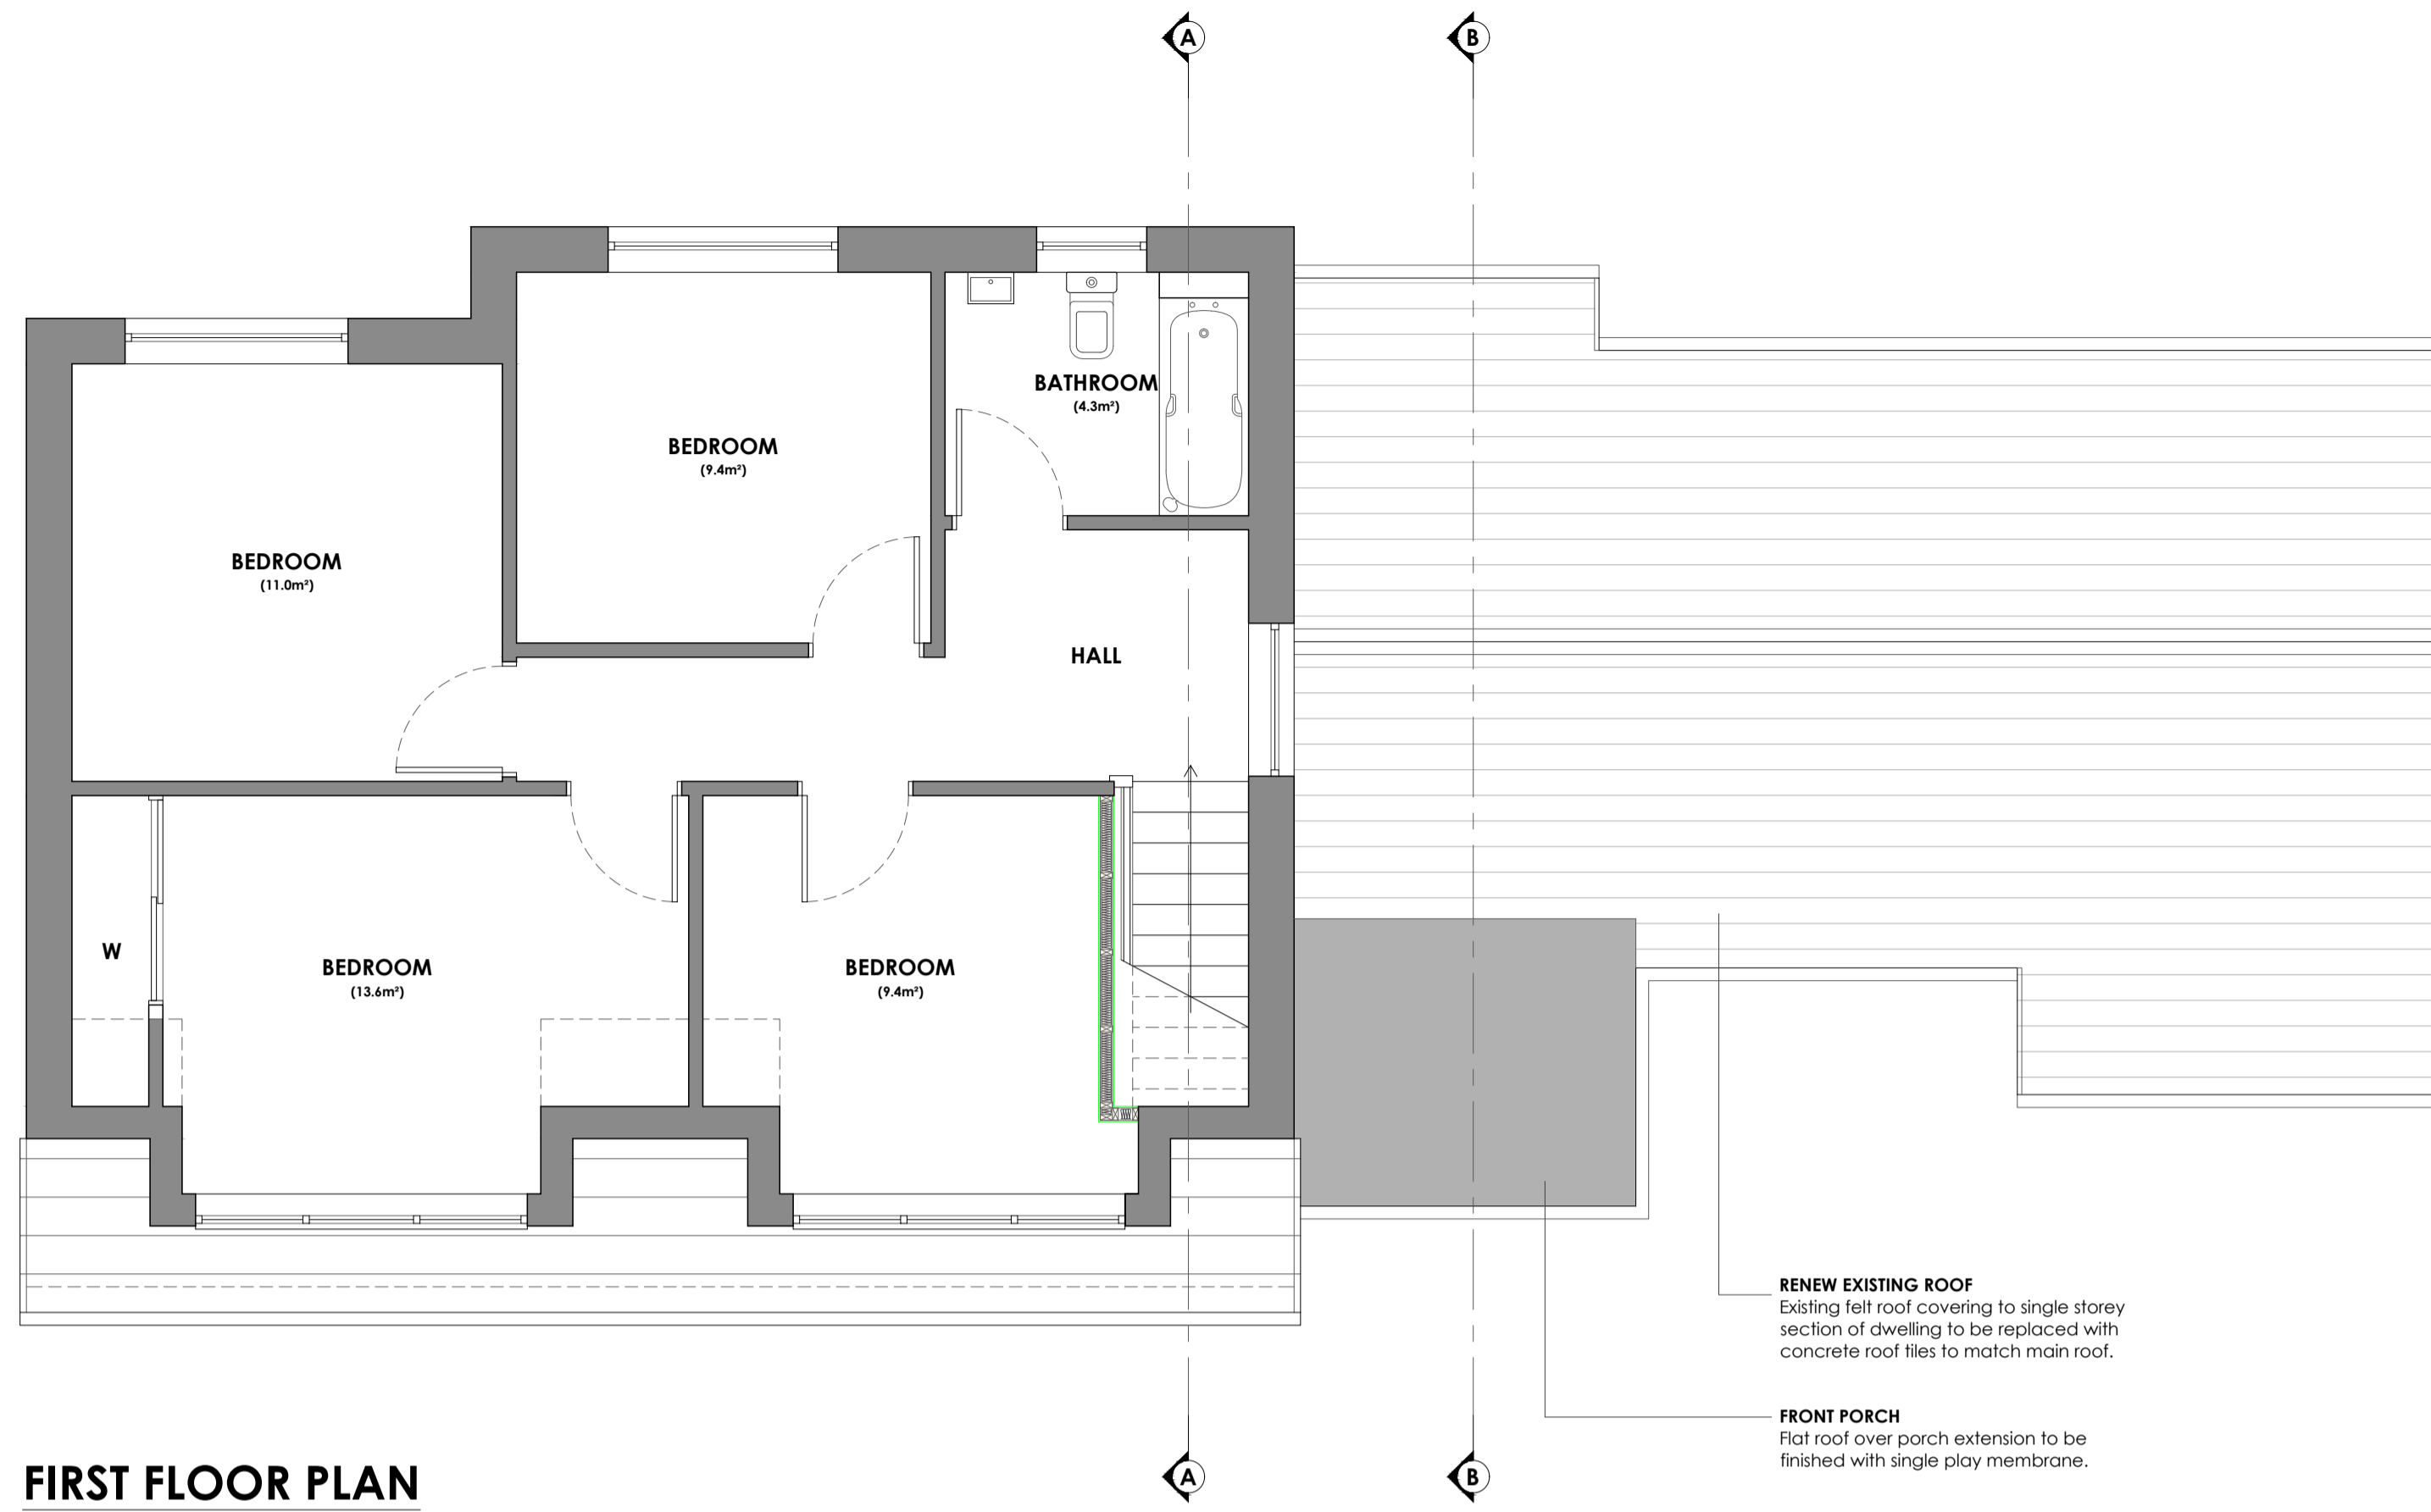 A
B
BATHROOM
(4.3m²)
BEDROOM
(9.4m²)
BEDROOM
(11.0m²)
HALL
W
BEDROOM
(13.6m²)
BEDROOM
(9.4m²)
RENEW EXISTING ROOF
Existing felt roof covering to single storey
section of dwelling to be replaced with
concrete roof tiles to match main roof.
FRONT PORCH
Flat roof over porch extension to be
finished with single play membrane.
A
B
FIRST FLOOR PLAN